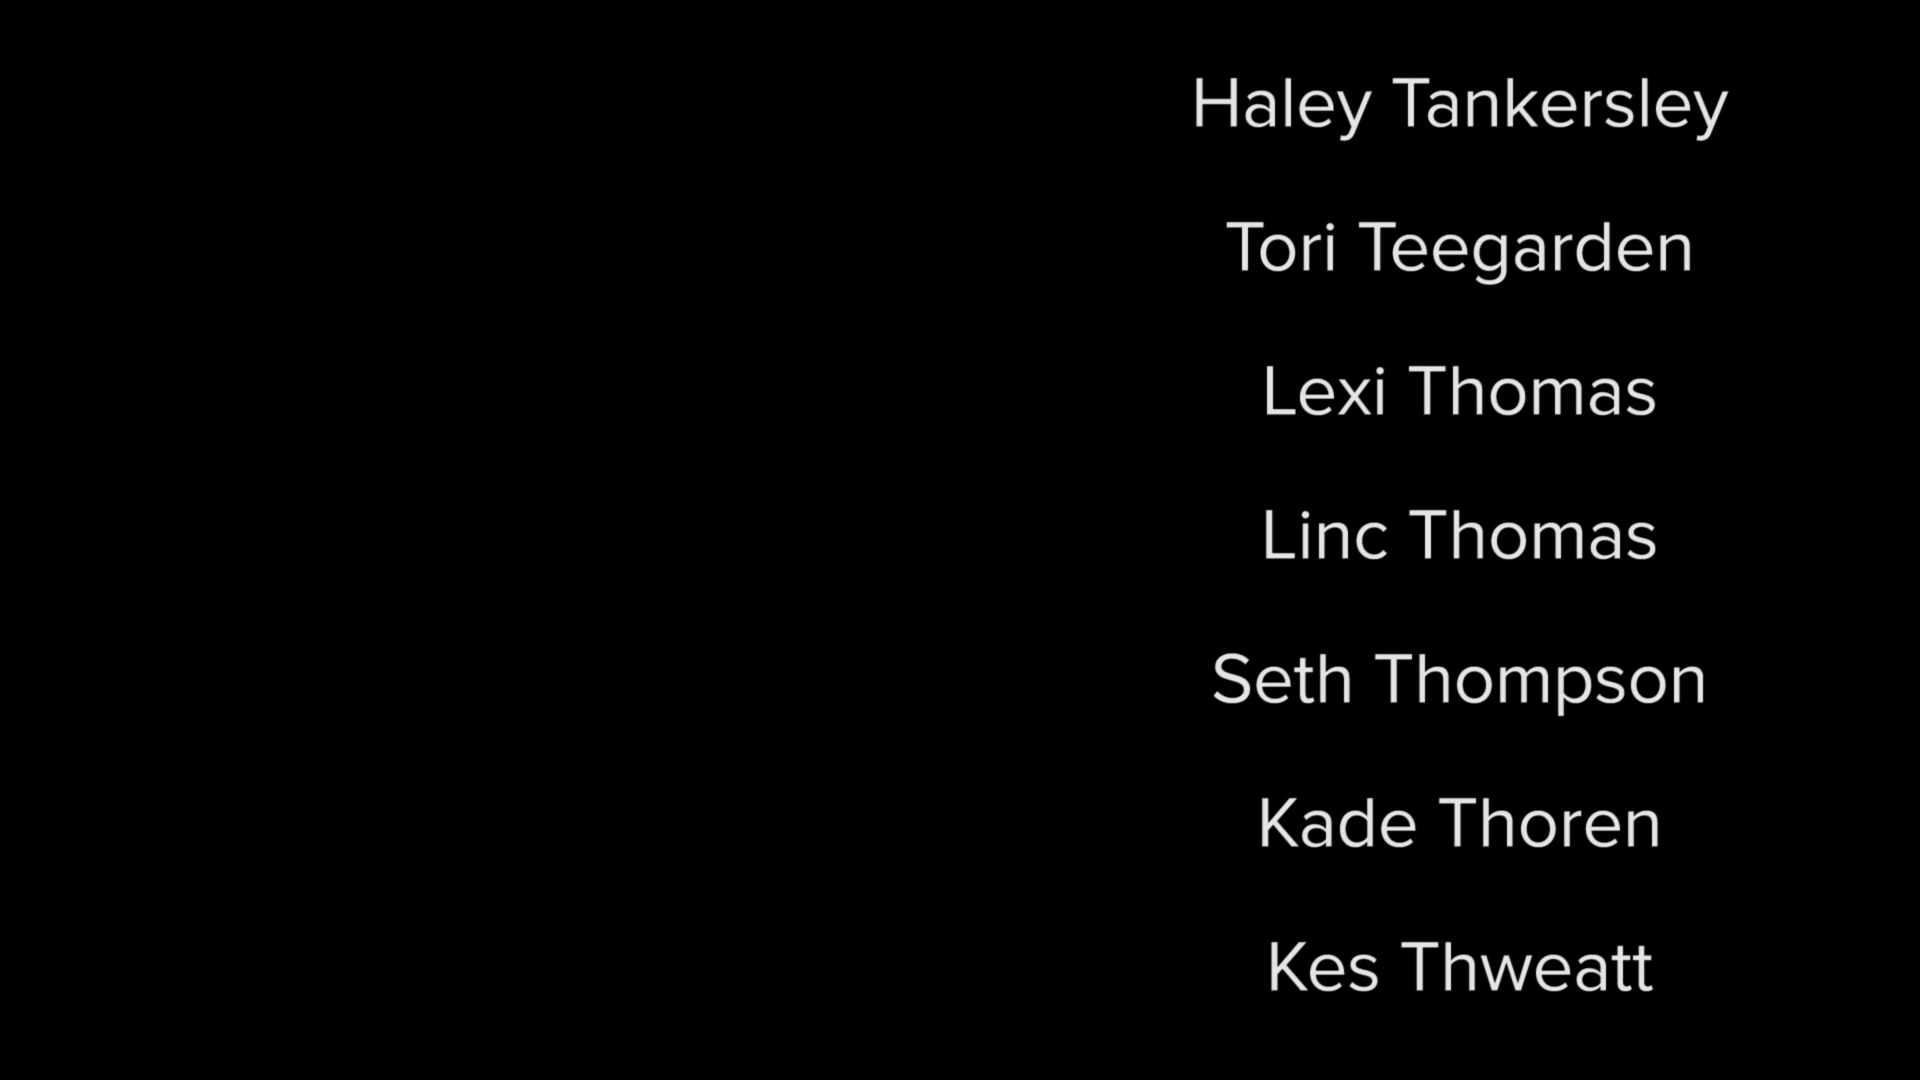 Haley Tankersley
Tori Teegarden
Lexi Thomas
Linc Thomas
Seth Thompson
Kade Thoren
Kes Thweatt